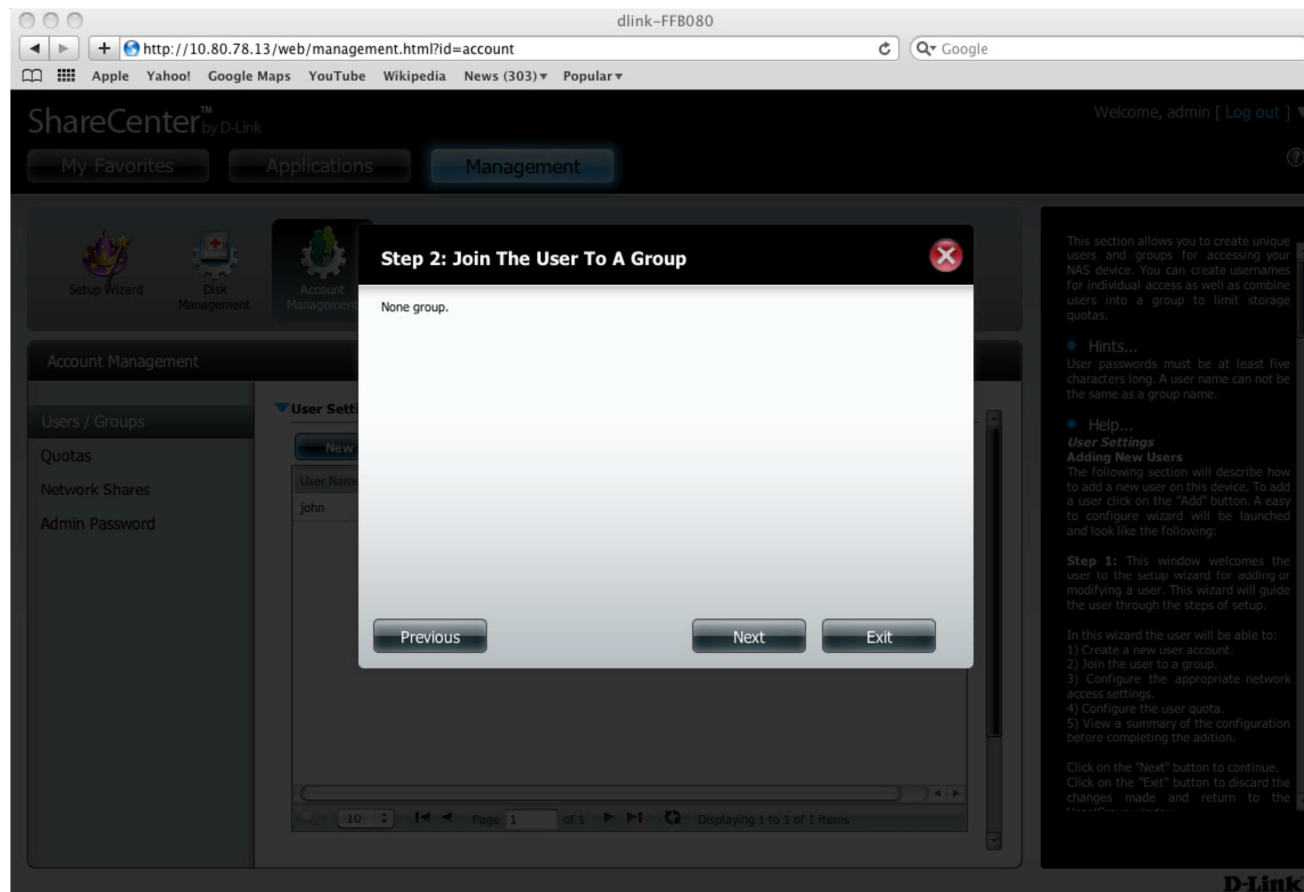 dlink-FFB080
http://10.80.78.13/web/management.html?id=account
Google
Apple Yahoo! Google Maps YouTube Wikipedia News (303) Popular
ShareCenter™ by D-Link
Welcome, admin [ Log out ]
My Favorites Applications Management
?
Setup Wizard
Disk Management
Account Management
Step 2: Join The User To A Group
None group.
Previous Next Exit
Account Management
Users / Groups
Quotas
Network Shares
Admin Password
User Setti
New
User Name
john
10 Page 1 of 1 Displaying 1 to 1 of 1 items
This section allows you to create unique
users and groups for accessing your
NAS device. You can create usernames
for individual access as well as combine
users into a group to limit storage
quotas.
Hints...
User passwords must be at least five
characters long. A user name can not be
the same as a group name.
Help...
User Settings
Adding New Users
The following section will describe how
to add a new user on this device. To add
a user click on the "Add" button. A easy
to configure wizard will be launched
and look like the following:
Step 1: This window welcomes the
user to the setup wizard for adding or
modifying a user. This wizard will guide
the user through the steps of setup.
In this wizard the user will be able to:
1) Create a new user account.
2) Join the user to a group.
3) Configure the appropriate network
access settings.
4) Configure the user quota.
5) View a summary of the configuration
before completing the adition.
Click on the "Next" button to continue.
Click on the "Exit" button to discard the
changes made and return to the
D-Link